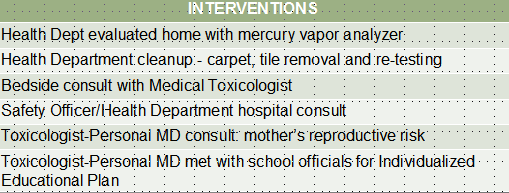 INTERVENTIONS
Health Dept evaluated home with mercury vapor analyzer
Health Department cleanup - carpet, tile removal and re-testing
Bedside consult with Medical Toxicologist
Safety Officer/Health Department hospital consult
Toxicologist-Personal MD consult: mother's reproductive risk
Toxicologist-Personal MD met with school officials for Individualized
Educational Plan